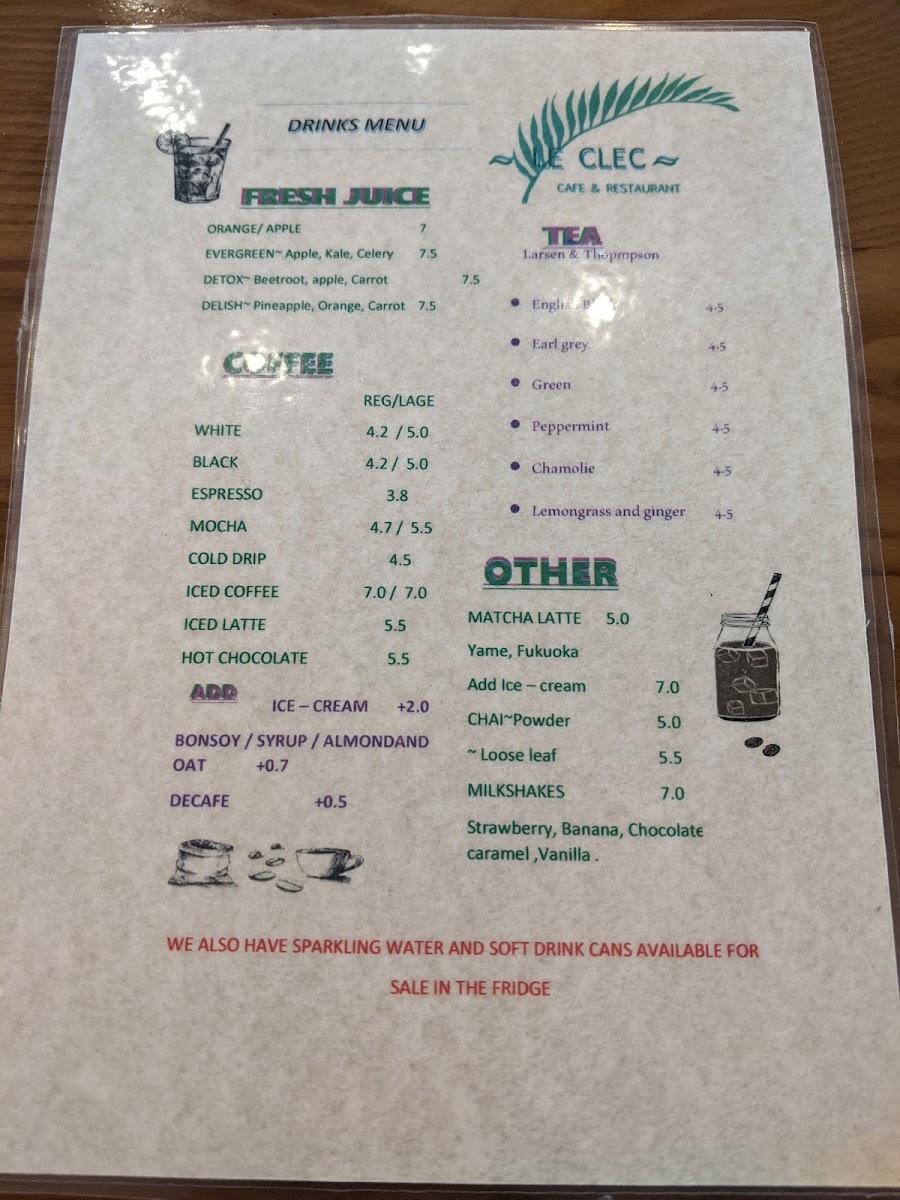 DRINKS MENU
FRESH JUICE
ORANGE/ APPLE 7
EVERGREEN~ Apple, Kale, Celery 7.5
DETOX~ Beetroot, apple, Carrot 7.5
DELISH~ Pineapple, Orange, Carrot 7.5
COFFEE
REG/LAGE
WHITE 4.2 / 5.0
BLACK 4.2 / 5.0
ESPRESSO 3.8
MOCHA 4.7 / 5.5
COLD DRIP 4.5
ICED COFFEE 7.0 / 7.0
ICED LATTE 5.5
HOT CHOCOLATE 5.5
ADD
ICE – CREAM +2.0
BONSOY / SYRUP / ALMONDAND
OAT +0.7
DECAFE +0.5
~ LE CLEC ~
CAFE & RESTAURANT
TEA
Larsen & Thopmpson
English 4.5
Earl grey 4.5
Green 4.5
Peppermint 4.5
Chamolie 4.5
Lemongrass and ginger 4.5
OTHER
MATCHA LATTE 5.0
Yame, Fukuoka
Add Ice – cream 7.0
CHAI~Powder 5.0
~ Loose leaf 5.5
MILKSHAKES 7.0
Strawberry, Banana, Chocolate
caramel ,Vanilla .
WE ALSO HAVE SPARKLING WATER AND SOFT DRINK CANS AVAILABLE FOR
SALE IN THE FRIDGE